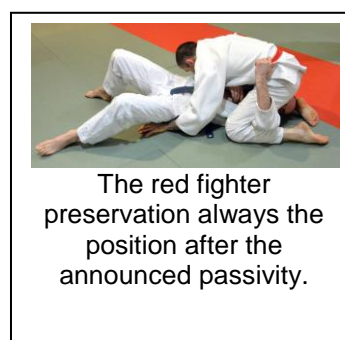 The red fighter
preservation always the
position after the
announced passivity.